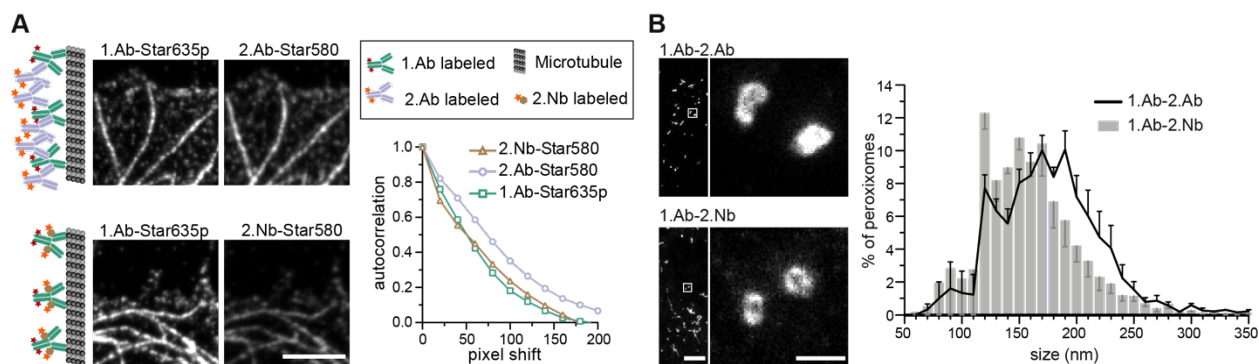 A
1.Ab-Star635p 2.Ab-Star580
1.Ab labeled Microtubule
2.Ab labeled 2.Nb labeled
1.Ab-Star635p 2.Nb-Star580
autocorrelation
1.0
0.8
0.6
0.4
0.2
0.0
2.Nb-Star580
2.Ab-Star580
1.Ab-Star635p
0 50 100 150 200
pixel shift
B
1.Ab-2.Ab
1.Ab-2.Nb
% of peroxixomes
14
12
10
8
6
4
2
0
1.Ab-2.Ab
1.Ab-2.Nb
50 100 150 200 250 300 350
size (nm)